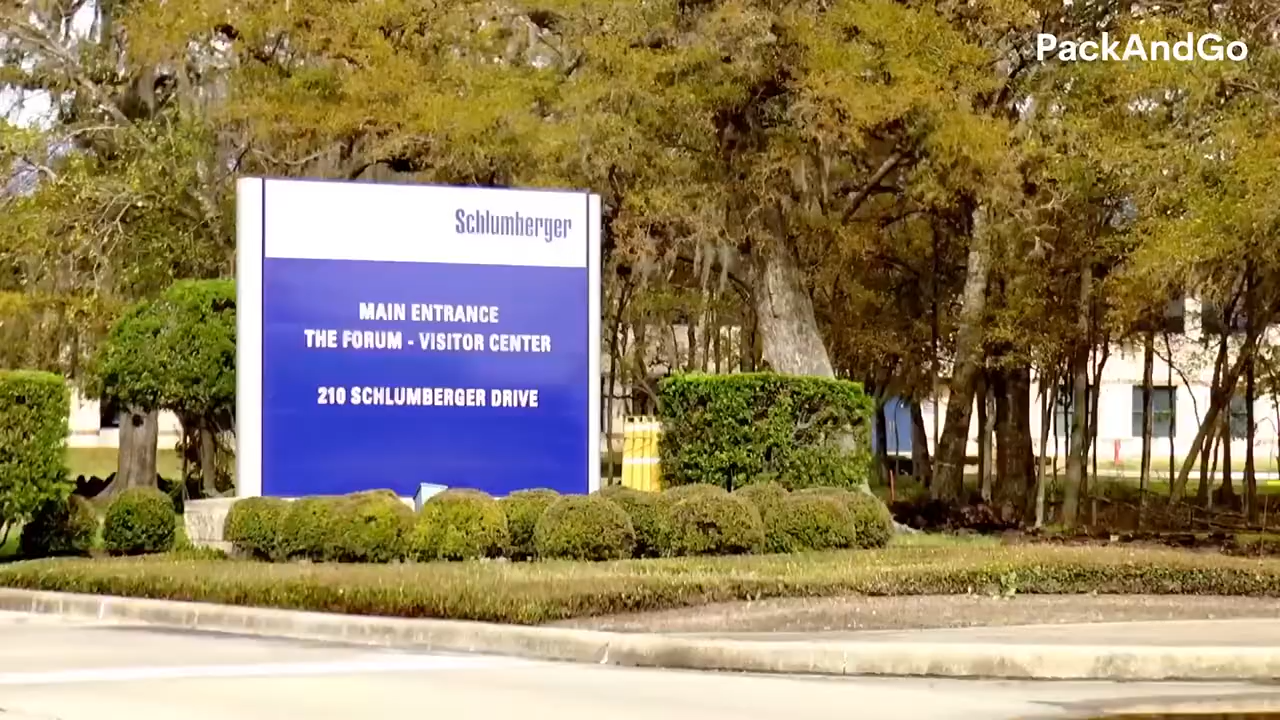 PackAndGo
Schlumberger
MAIN ENTRANCE
THE FORUM - VISITOR CENTER
210 SCHLUMBERGER DRIVE